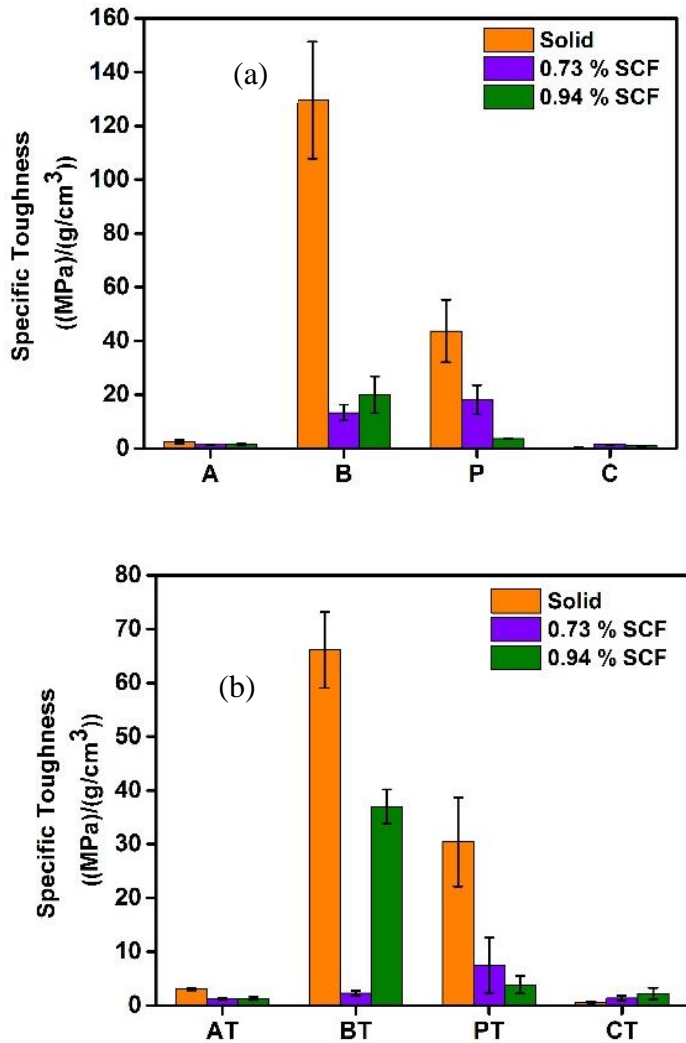 160
140
120
100
80
60
40
20
0
Specific Toughness
((MPa)/(g/cm³))
(a)
Solid
0.73 % SCF
0.94 % SCF
A B P C
80
70
60
50
40
30
20
10
0
Specific Toughness
((MPa)/(g/cm³))
(b)
Solid
0.73 % SCF
0.94 % SCF
AT BT PT CT